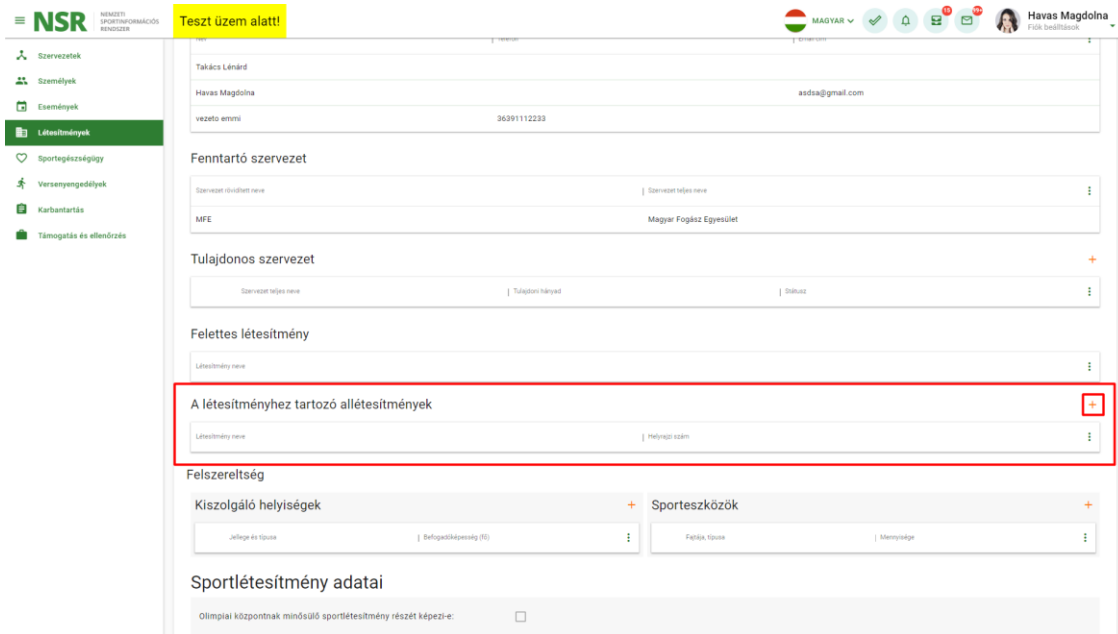 NSR
NEMZETI
SPORTINFORMÁCIÓS
RENDSZER
Teszt üzem alatt!
MAGYAR
15
99+
Havas Magdolna
Fiók beállítások
Szervezetek
Személyek
Események
Létesítmények
Sportegészségügy
Versenyengedélyek
Karbantartás
Támogatás és ellenőrzés
Takács Lénárd
Havas Magdolna asdsa@gmail.com
vezeto emmi 36391112233
Fenntartó szervezet
Szervezet rövidített neve | Szervezet teljes neve
MFE Magyar Fogász Egyesület
Tulajdonos szervezet +
Szervezet teljes neve | Tulajdoni hányad | Státusz
Felettes létesítmény
Létesítmény neve
A létesítményhez tartozó allétesítmények +
Létesítmény neve | Helyrajzi szám
Felszereltség
Kiszolgáló helyiségek + Sporteszközök +
Jellege és típusa | Befogadóképesség (fő) Fajtája, típusa | Mennyisége
Sportlétesítmény adatai
Olimpiai központnak minősülő sportlétesítmény részét képezi-e: